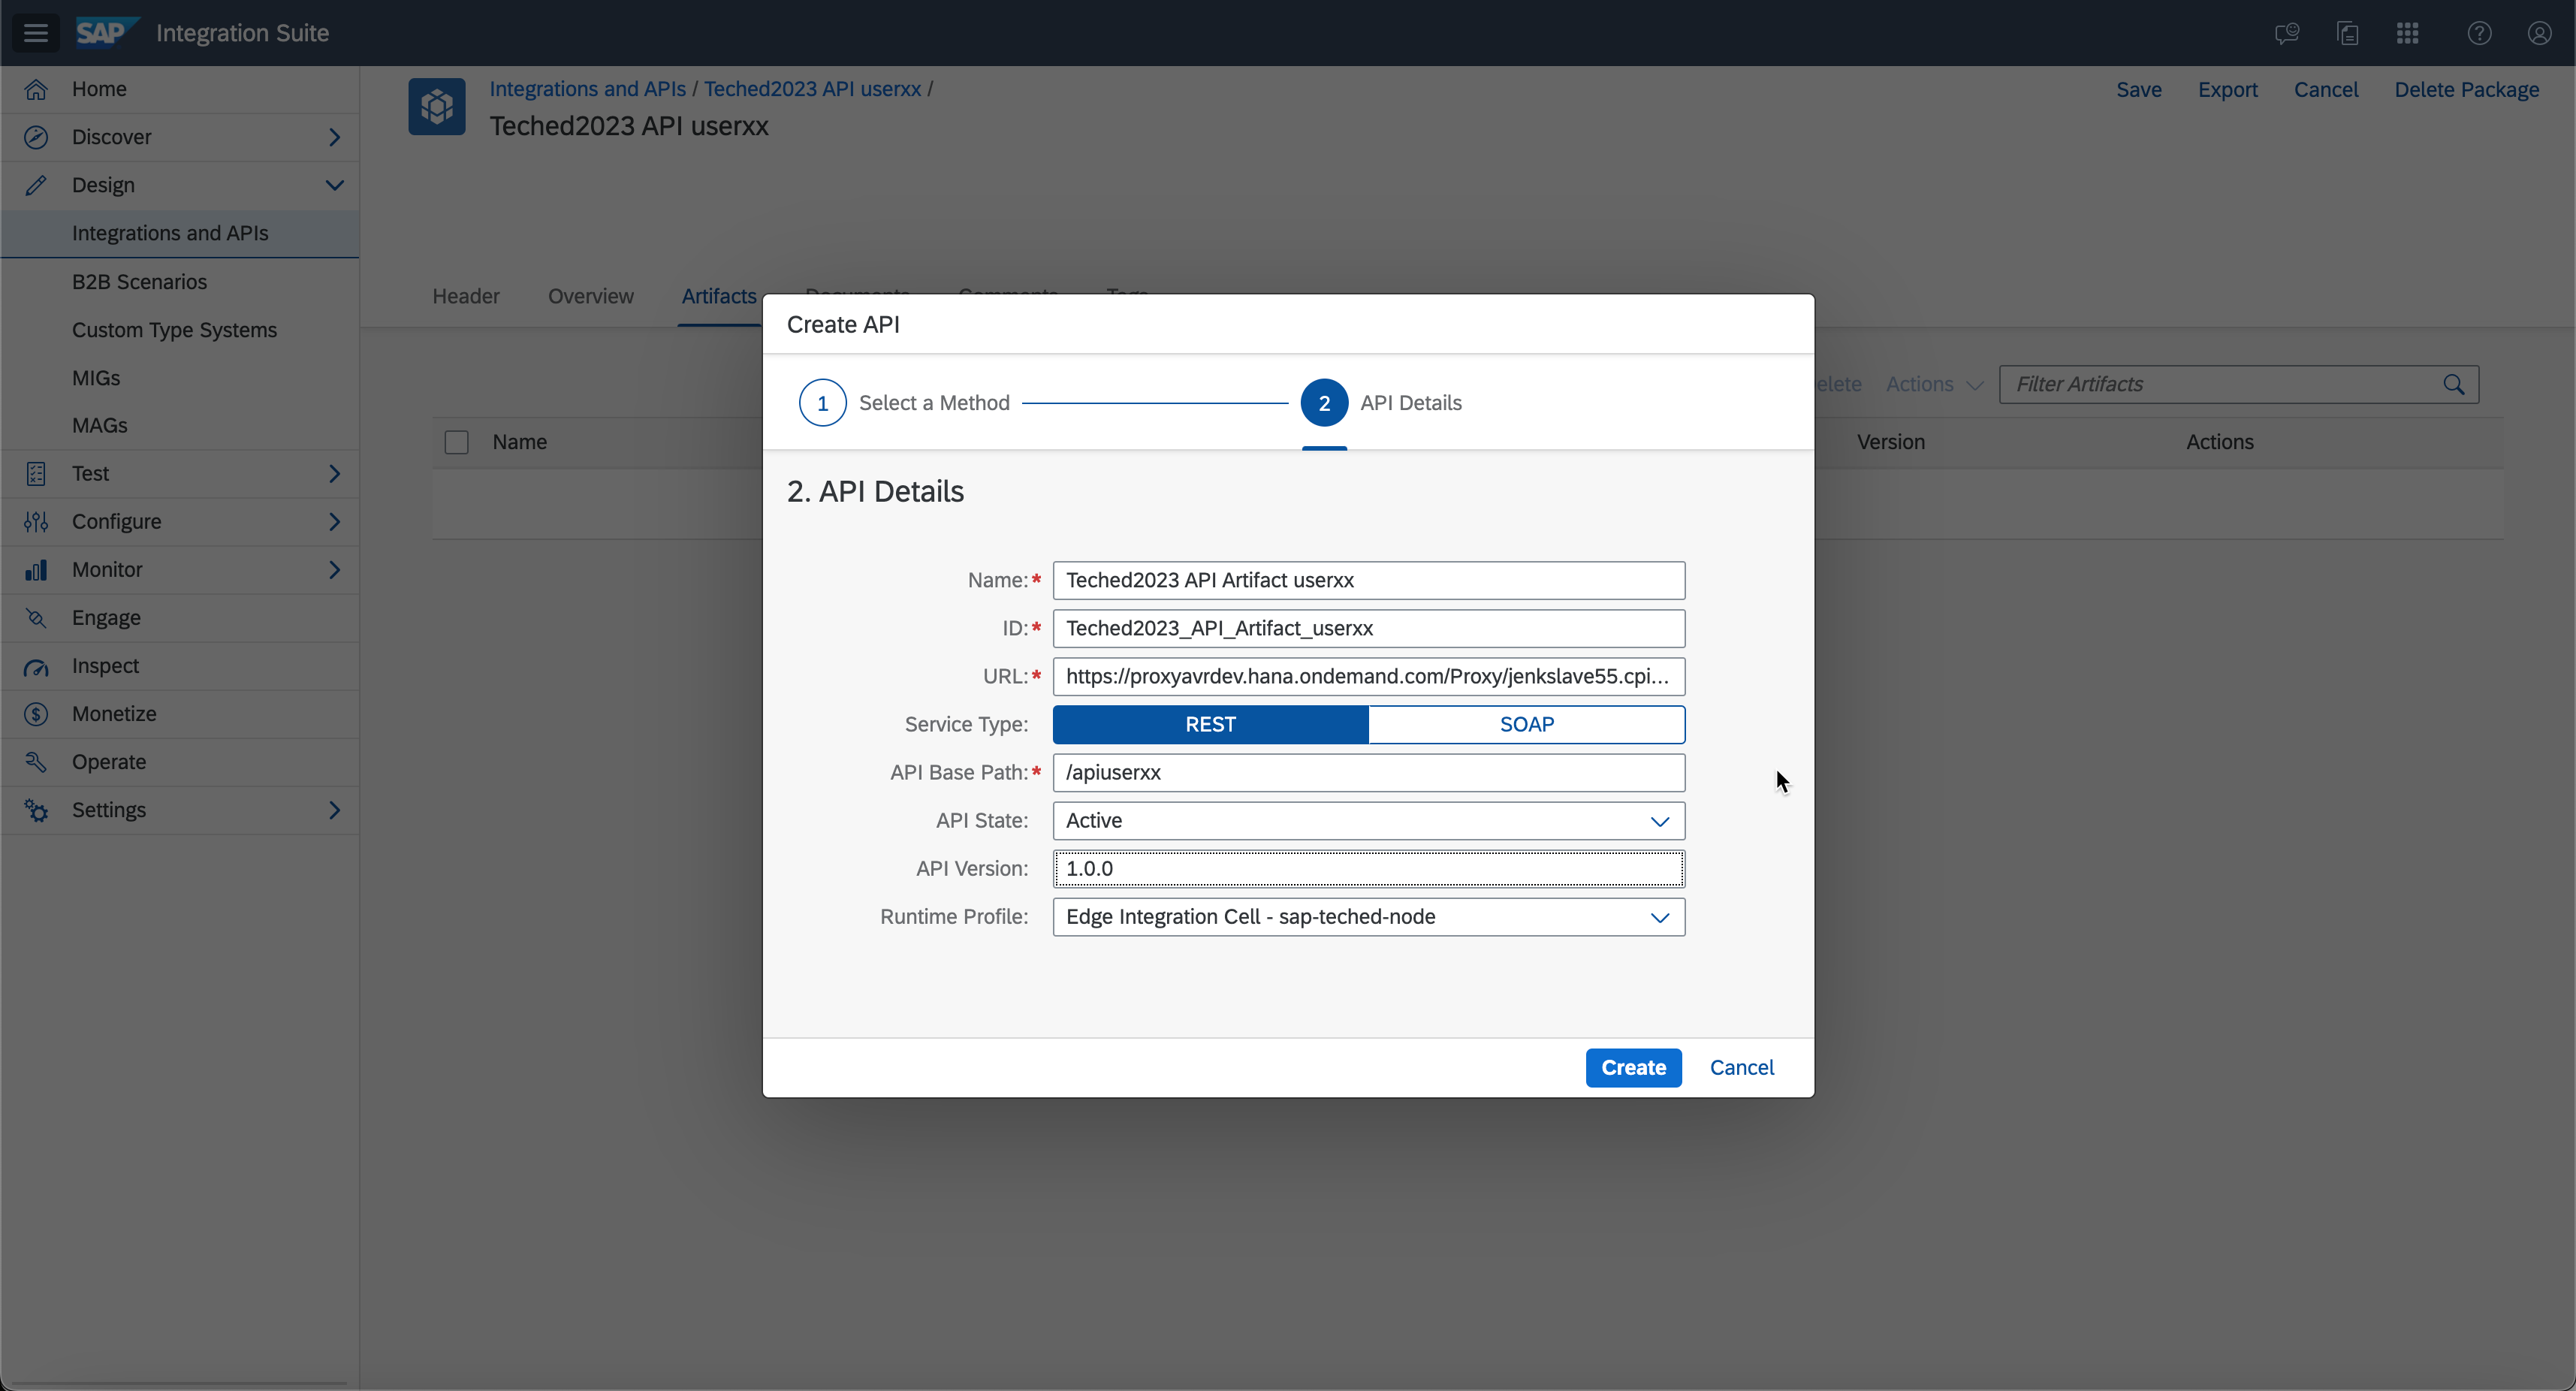 SAP Integration Suite
Home
Discover
Design
Integrations and APIs
B2B Scenarios
Custom Type Systems
MIGs
MAGs
Test
Configure
Monitor
Engage
Inspect
Monetize
Operate
Settings
Integrations and APIs / Teched2023 API userxx /
Teched2023 API userxx
Save Export Cancel Delete Package
Header Overview Artifacts Documents Comments Tags
Actions Filter Artifacts
Name Version Actions
Create API
1 Select a Method 2 API Details
2. API Details
Name:* Teched2023 API Artifact userxx
ID:* Teched2023_API_Artifact_userxx
URL:* https://proxyavrdev.hana.ondemand.com/Proxy/jenkslave55.cpi...
Service Type: REST SOAP
API Base Path:* /apiuserxx
API State: Active
API Version: 1.0.0
Runtime Profile: Edge Integration Cell - sap-teched-node
Create Cancel